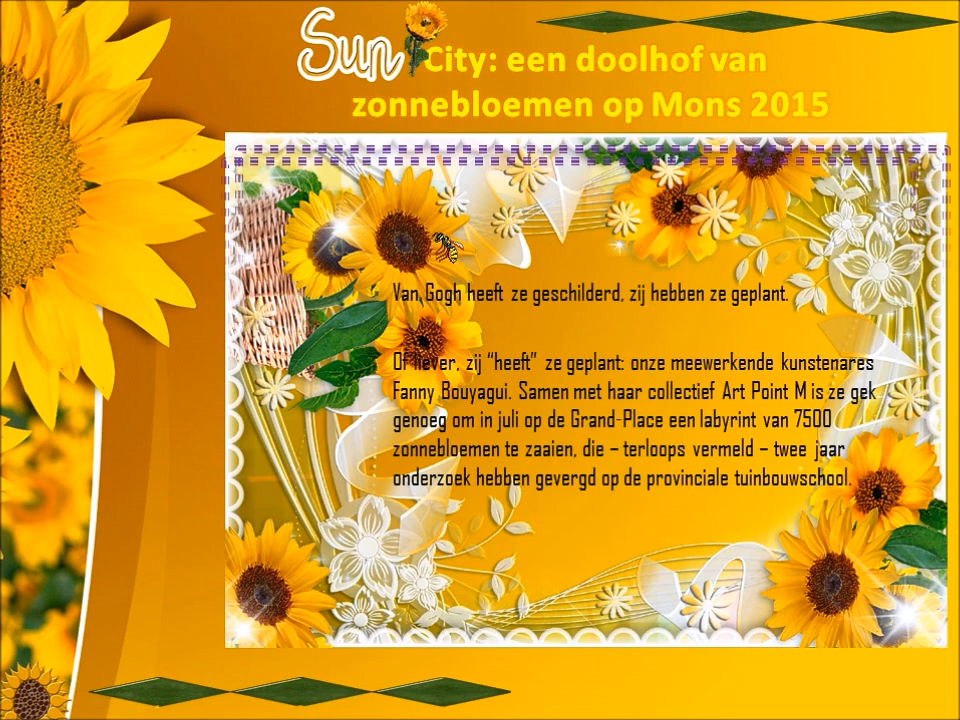 Sun City: een doolhof van
zonnebloemen op Mons 2015
Van Gogh heeft ze geschilderd, zij hebben ze geplant.
Of liever, zij “heeft” ze geplant: onze meewerkende kunstenares
Fanny Bouyagui. Samen met haar collectief Art Point M is ze gek
genoeg om in juli op de Grand-Place een labyrint van 7500
zonnebloemen te zaaien, die – terloops vermeld – twee jaar
onderzoek hebben gevergd op de provinciale tuinbouwschool.